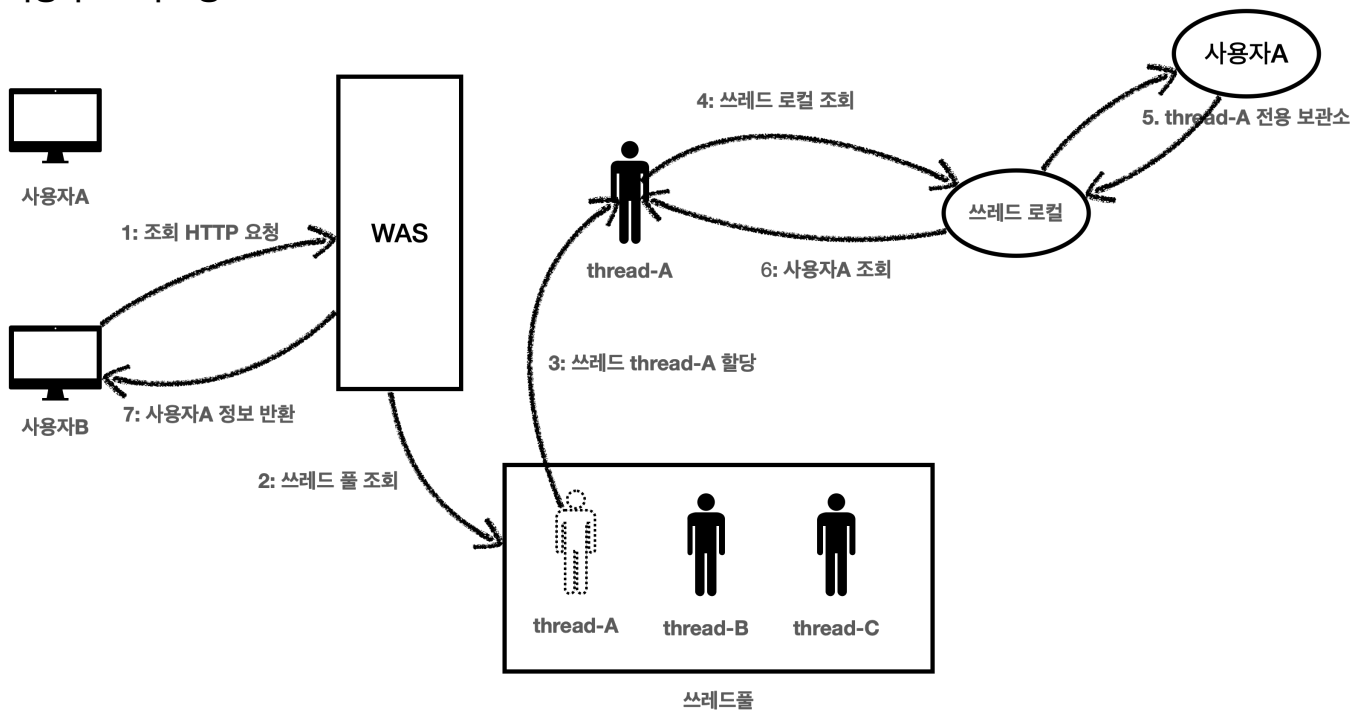 사용자A
5. thread-A 전용 보관소
4: 쓰레드 로컬 조회
쓰레드 로컬
사용자A
1: 조회 HTTP 요청
WAS
thread-A
6: 사용자A 조회
3: 쓰레드 thread-A 할당
사용자B
7: 사용자A 정보 반환
2: 쓰레드 풀 조회
thread-A
thread-B
thread-C
쓰레드풀